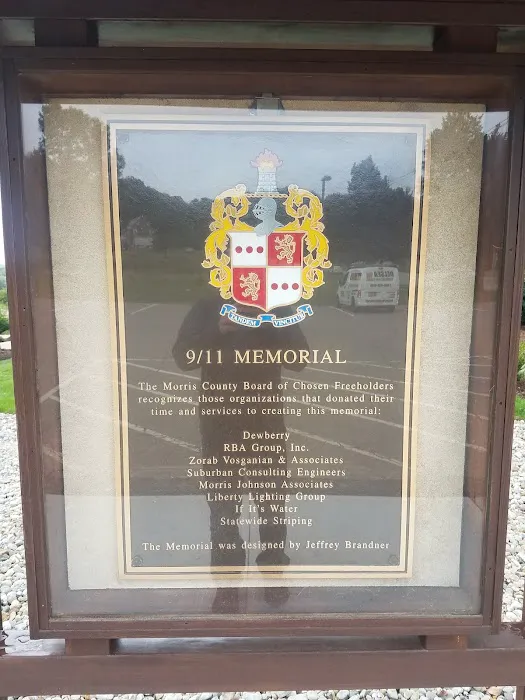 TANDEM VINCITUR
9/11 MEMORIAL
The Morris County Board of Chosen Freeholders
recognizes those organizations that donated their
time and services to creating this memorial:
Dewberry
RBA Group, Inc.
Zorab Vosganian & Associates
Suburban Consulting Engineers
Morris Johnson Associates
Liberty Lighting Group
If It's Water
Statewide Striping
The Memorial was designed by Jeffrey Brandner